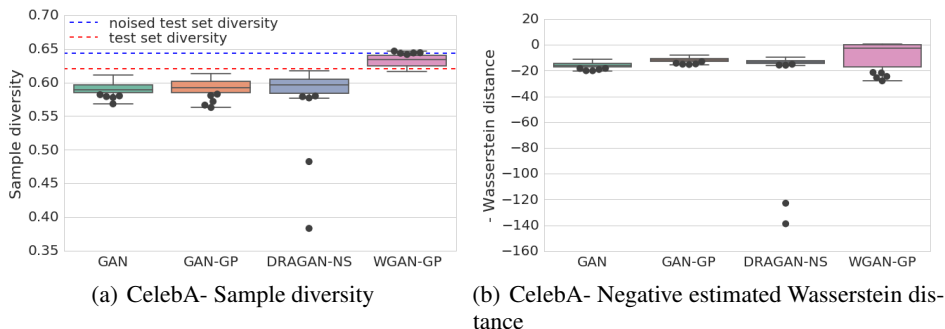 0.70
0.65
0.60
0.55
0.50
0.45
0.40
0.35
Sample diversity
noised test set diversity
test set diversity
GAN GAN-GP DRAGAN-NS WGAN-GP
(a) CelebA- Sample diversity
20
0
−20
−40
−60
−80
−100
−120
−140
−160
- Wasserstein distance
GAN GAN-GP DRAGAN-NS WGAN-GP
(b) CelebA- Negative estimated Wasserstein dis-
tance